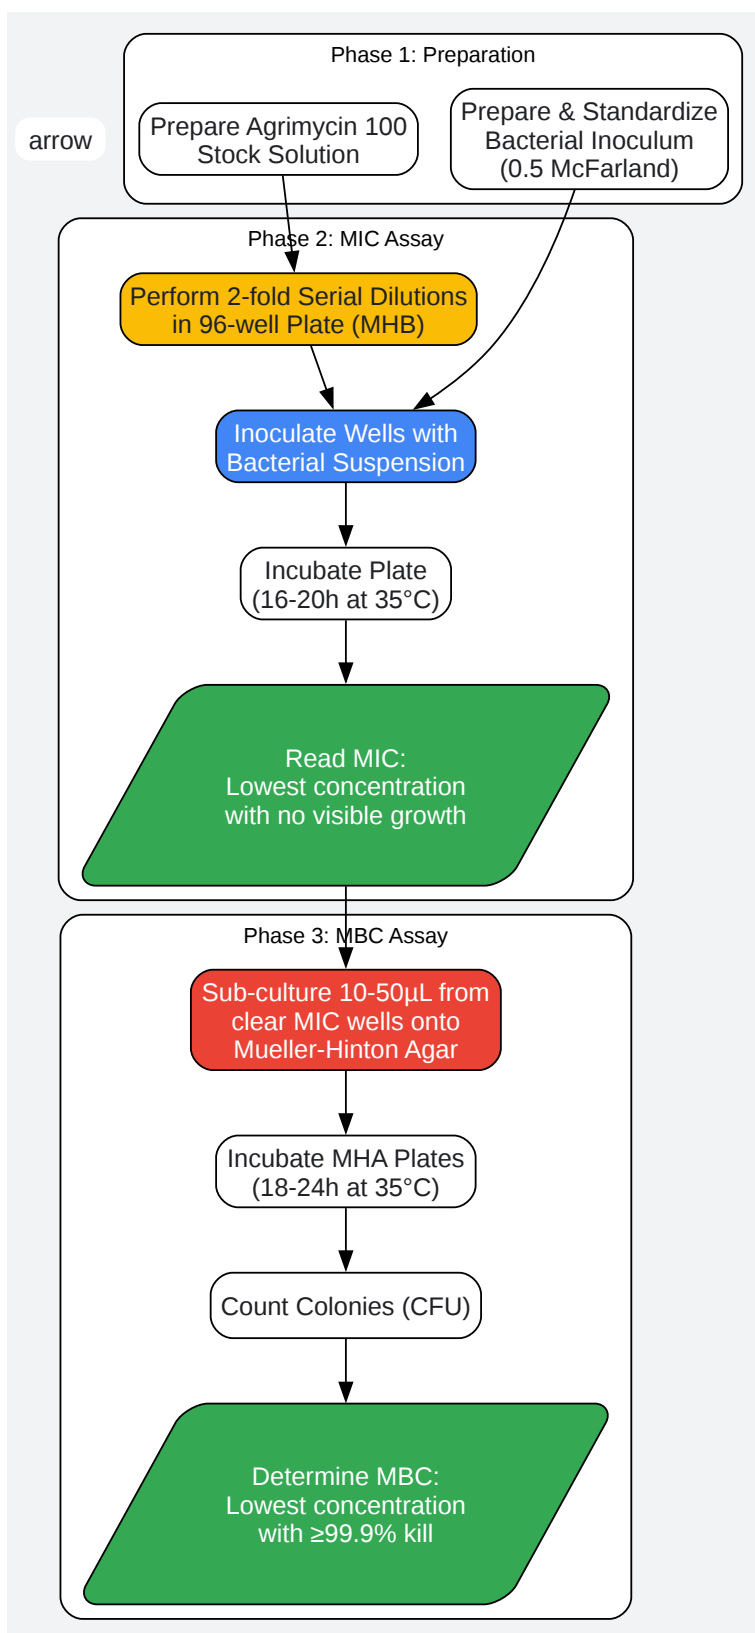 Phase 1: Preparation
arrow
Prepare Agrimycin 100
Stock Solution
Prepare & Standardize
Bacterial Inoculum
(0.5 McFarland)
Phase 2: MIC Assay
Perform 2-fold Serial Dilutions
in 96-well Plate (MHB)
Inoculate Wells with
Bacterial Suspension
Incubate Plate
(16-20h at 35°C)
Read MIC:
Lowest concentration
with no visible growth
Phase 3: MBC Assay
Sub-culture 10-50µL from
clear MIC wells onto
Mueller-Hinton Agar
Incubate MHA Plates
(18-24h at 35°C)
Count Colonies (CFU)
Determine MBC:
Lowest concentration
with ≥99.9% kill